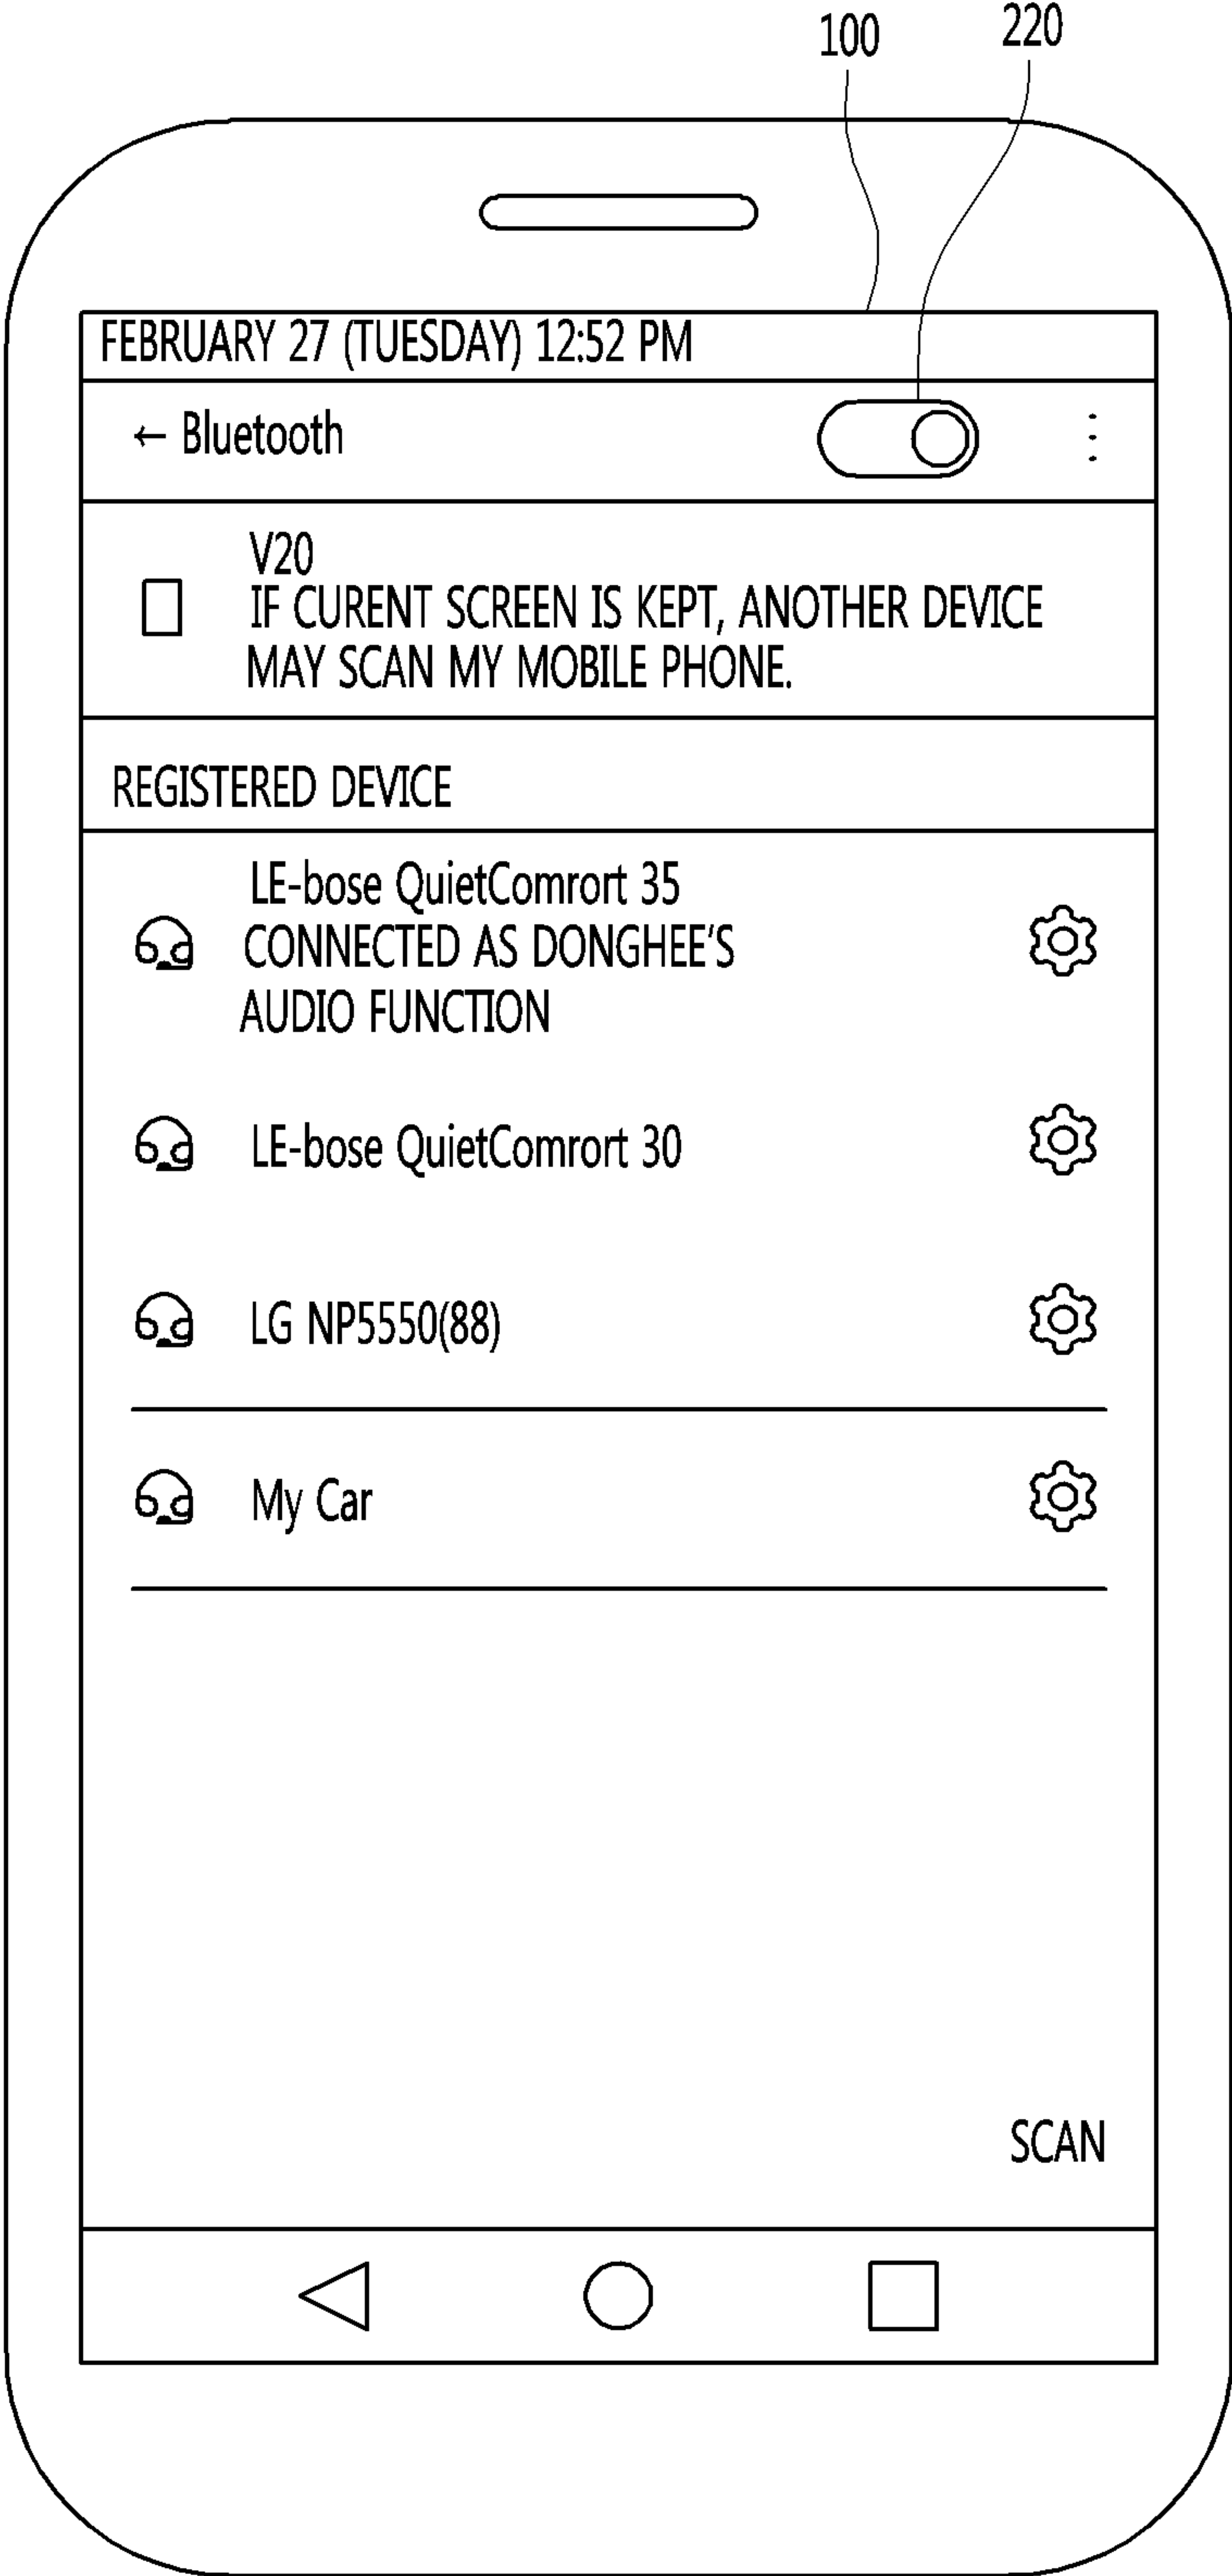 100
220
FEBRUARY 27 (TUESDAY) 12:52 PM
← Bluetooth
V20
IF CURENT SCREEN IS KEPT, ANOTHER DEVICE
MAY SCAN MY MOBILE PHONE.
REGISTERED DEVICE
LE-bose QuietComrort 35
CONNECTED AS DONGHEE'S
AUDIO FUNCTION
LE-bose QuietComrort 30
LG NP5550(88)
My Car
SCAN